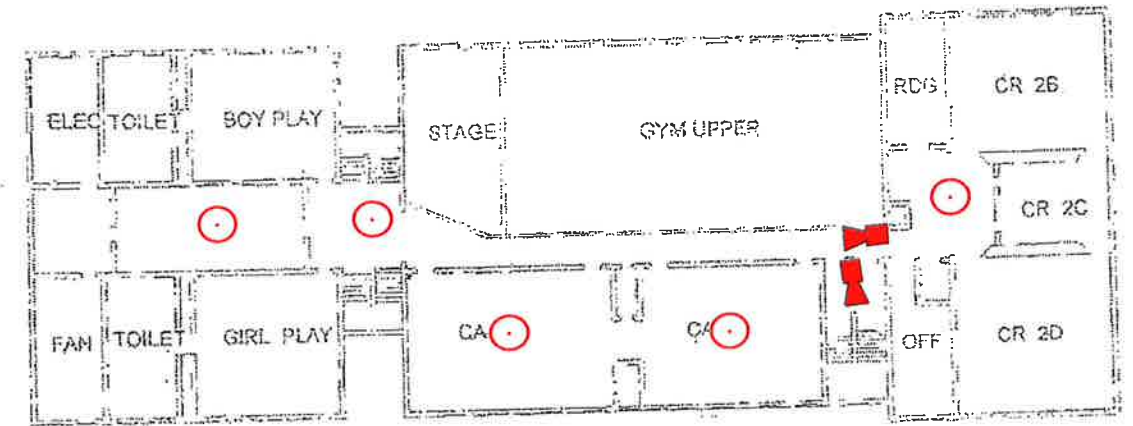 ELEC
TOILET
BOY PLAY
STAGE
GYM UPPER
RDG
CR 2B
CR 2C
FAN
TOILET
GIRL PLAY
CA
CA
OFF
CR 2D